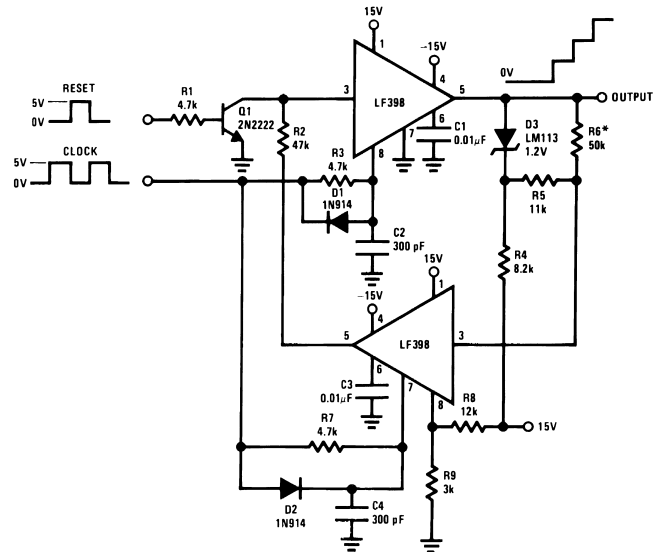 15V
1
-15V
4
0V
RESET
5V
0V
R1
4.7k
Q1
2N2222
3
LF398
5
OUTPUT
6
7
8
C1
0.01μF
D3
LM113
1.2V
R6*
50k
R2
47k
CLOCK
5V
0V
R3
4.7k
D1
1N914
R5
11k
C2
300 pF
R4
8.2k
15V
1
-15V
4
5
LF398
3
6
7
8
C3
0.01μF
R8
12k
15V
R7
4.7k
R9
3k
D2
1N914
C4
300 pF